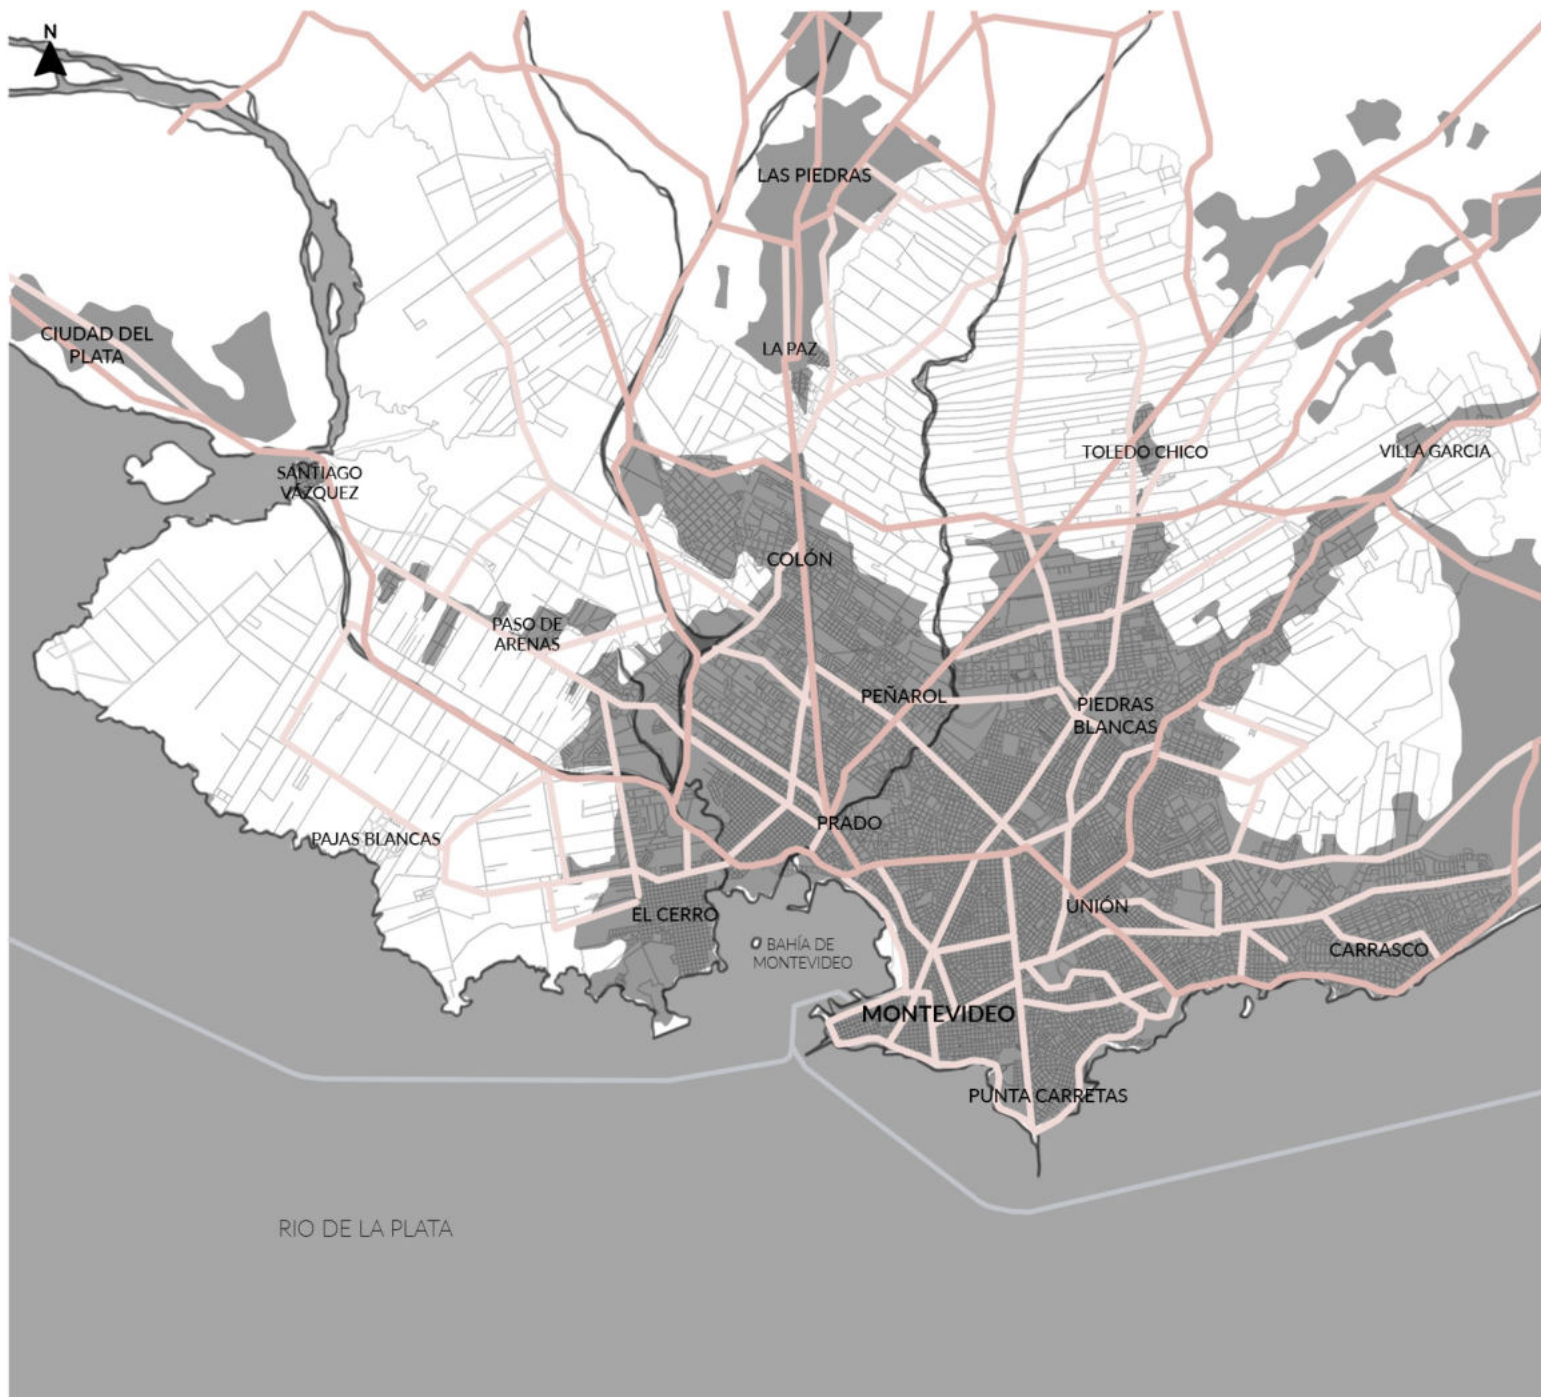 N
LAS PIEDRAS
CIUDAD DEL
PLATA
LA PAZ
TOLEDO CHICO
VILLA GARCIA
SANTIAGO
VÁZQUEZ
COLÓN
PASO DE
ARENAS
PEÑAROL
PIEDRAS
BLANCAS
PRADO
PAJAS BLANCAS
UNIÓN
EL CERRO
BAHÍA DE
MONTEVIDEO
CARRASCO
MONTEVIDEO
PUNTA CARRETAS
RIO DE LA PLATA